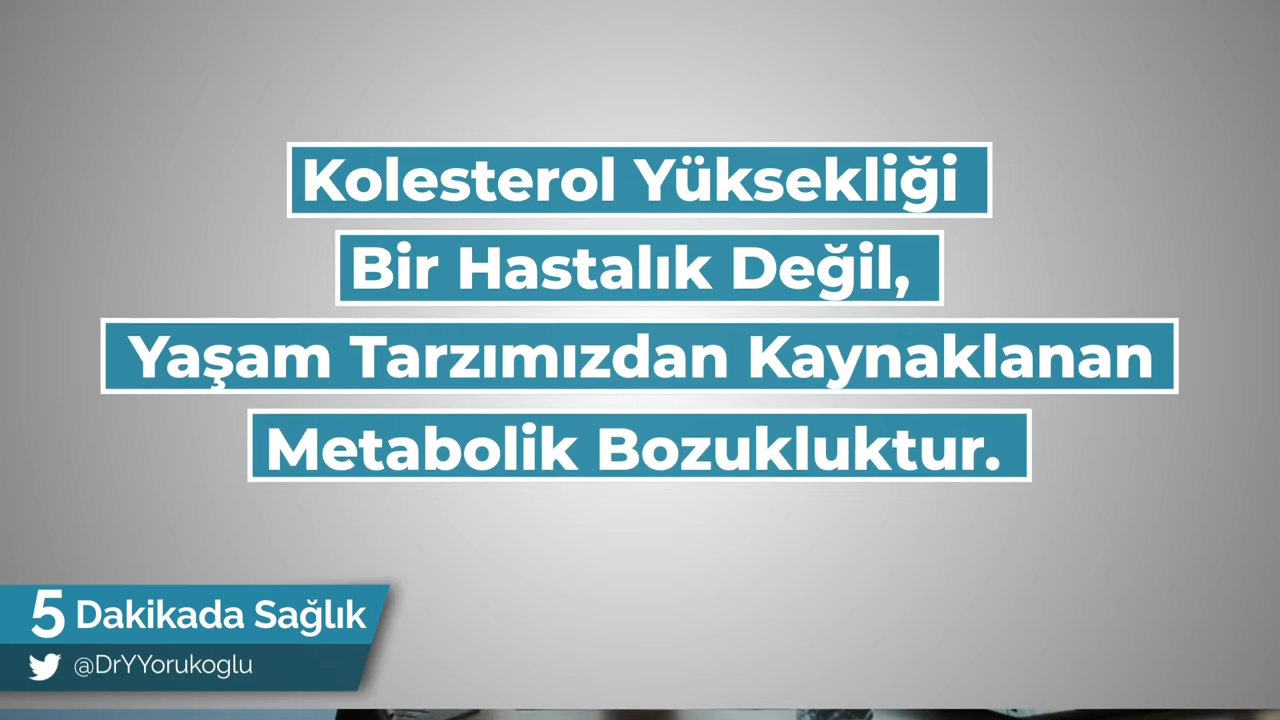 Kolesterol Yüksekliği
Bir Hastalık Değil,
Yaşam Tarzımızdan Kaynaklanan
Metabolik Bozukluktur.
5 Dakikada Sağlık
@DrYYorukoglu